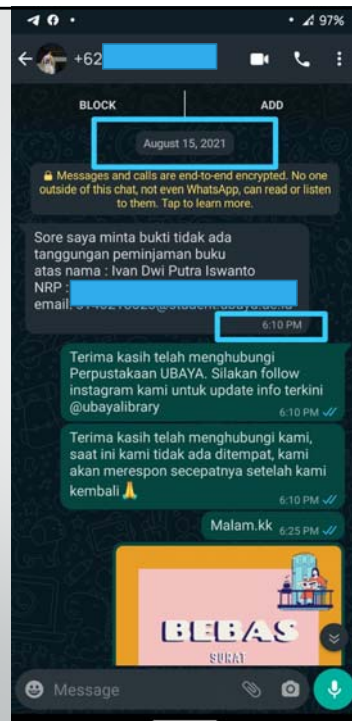 97%
+62
BLOCK
ADD
August 15, 2021
Messages and calls are end-to-end encrypted. No one
outside of this chat, not even WhatsApp, can read or listen
to them. Tap to learn more.
Sore saya minta bukti tidak ada
tanggungan peminjaman buku
atas nama : Ivan Dwi Putra Iswanto
NRP :
email:
6:10 PM
Terima kasih telah menghubungi
Perpustakaan UBAYA. Silakan follow
instagram kami untuk update info terkini
@ubayalibrary
6:10 PM
Terima kasih telah menghubungi kami,
saat ini kami tidak ada ditempat, kami
akan merespon secepatnya setelah kami
kembali 🙏
6:10 PM
Malam.kk 6:25 PM
BEBAS
SURAT
Message